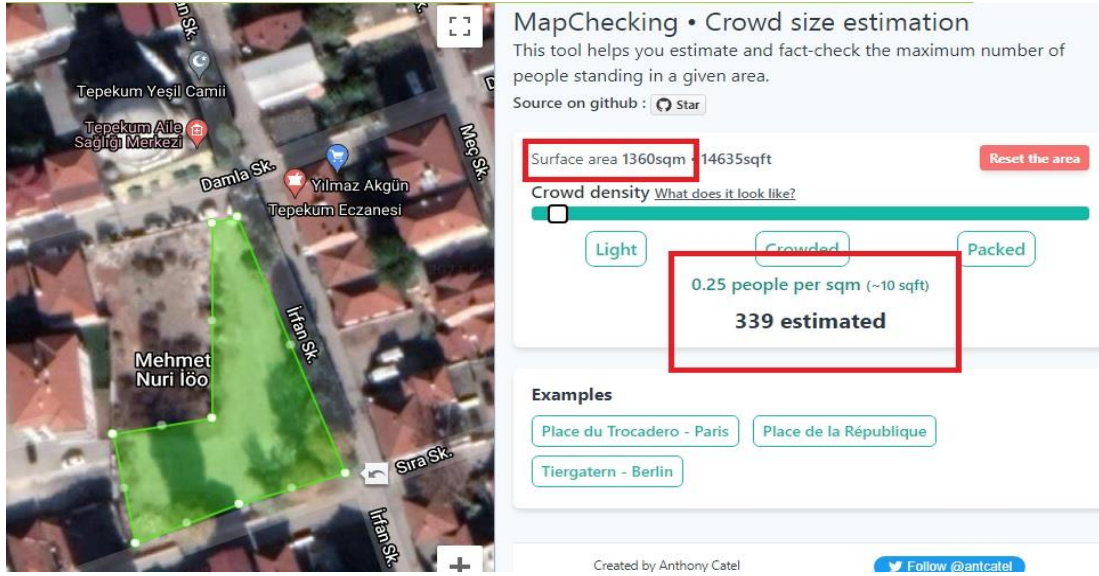 Tepekum Yeşil Camii
Tepekum Aile
Sağlığı Merkezi
Damla Sk.
Meç Sk.
Yılmaz Akgün
Tepekum Eczanesi
İrfan Sk.
Mehmet
Nuri İöo
Sıra Sk.
İrfan Sk.
MapChecking • Crowd size estimation
This tool helps you estimate and fact-check the maximum number of
people standing in a given area.
Source on github : Star
Surface area 1360sqm • 14635sqft
Reset the area
Crowd density What does it look like?
Light Crowded Packed
0.25 people per sqm (~10 sqft)
339 estimated
Examples
Place du Trocadero - Paris Place de la République
Tiergatern - Berlin
Created by Anthony Catel
Follow @antcatel